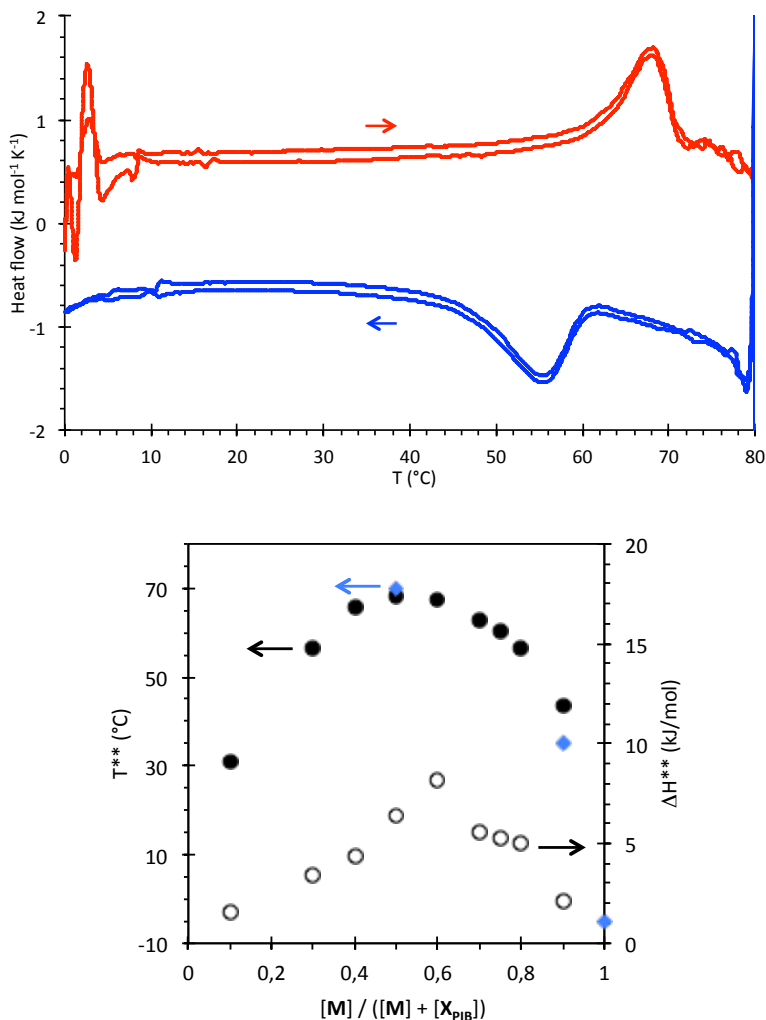 2
1
0
-1
-2
Heat flow (kJ mol⁻¹ K⁻¹)
0 10 20 30 40 50 60 70 80
T (°C)
70
50
30
10
-10
T** (°C)
20
15
10
5
0
ΔH** (kJ/mol)
0 0,2 0,4 0,6 0,8 1
[M] / ([M] + [X_PIB])